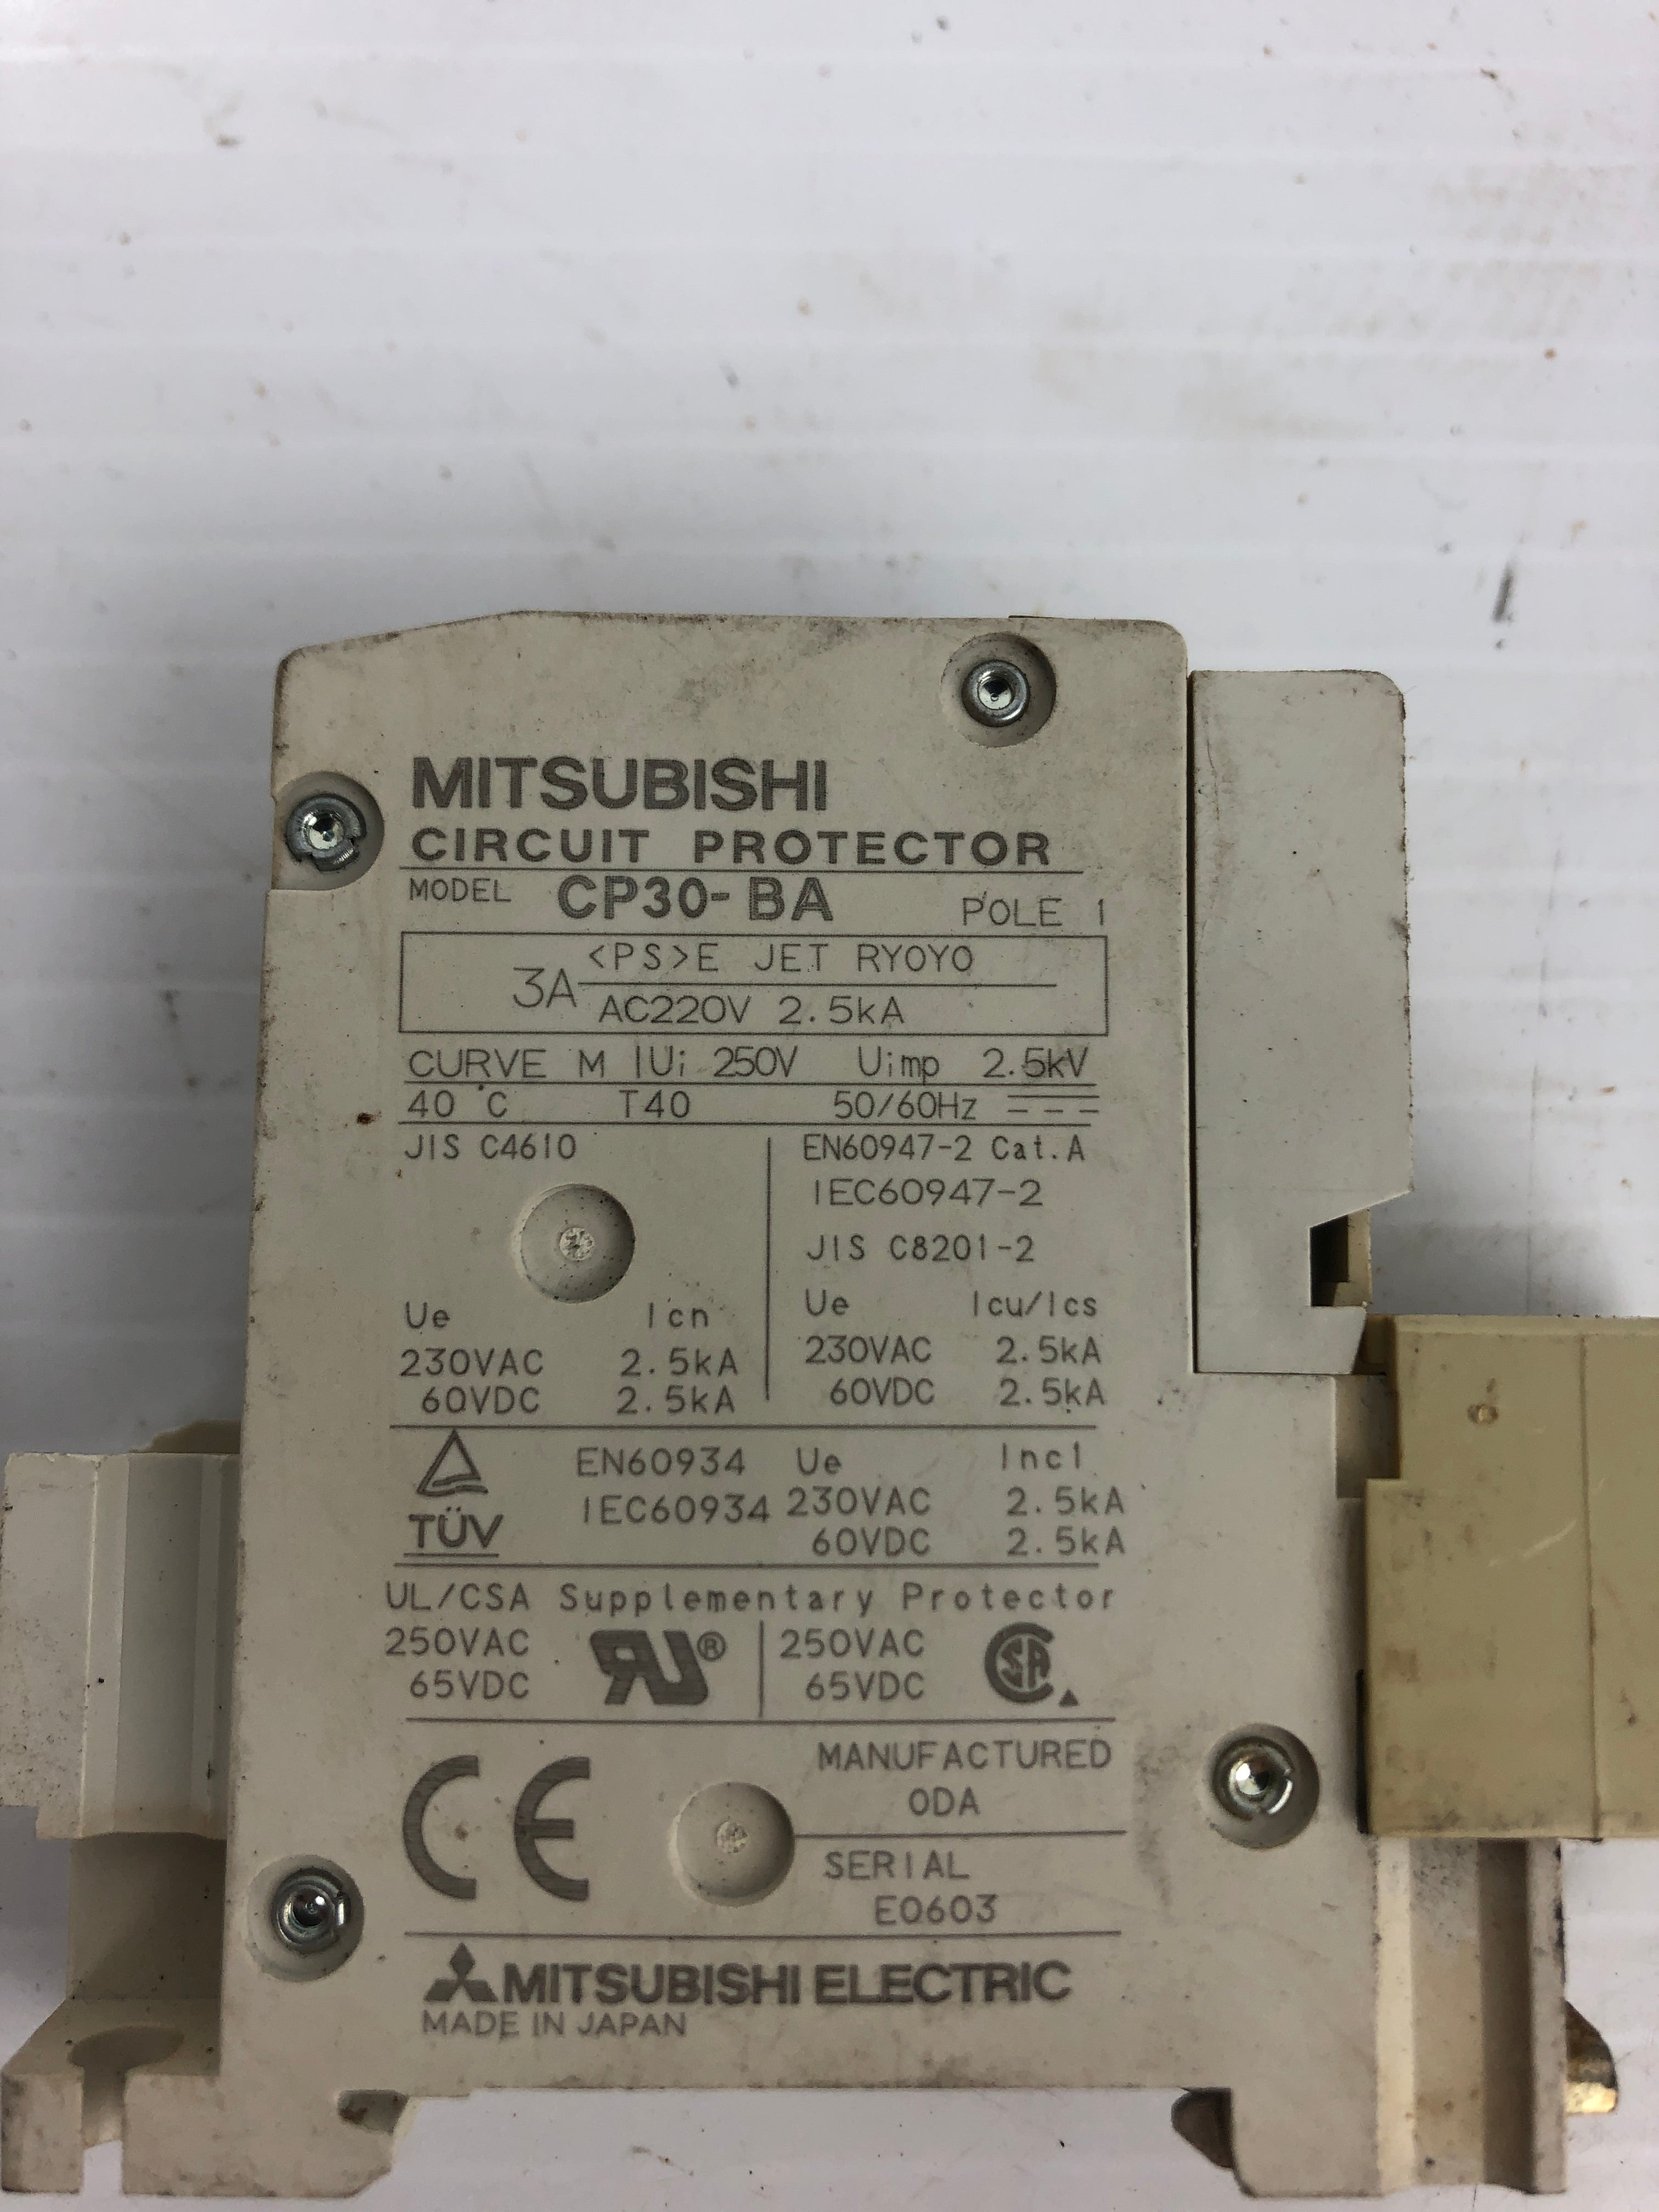 MITSUBISHI
CIRCUIT PROTECTOR
MODEL CP30-BA POLE 1
3A <PS>E JET RYOYO
AC220V 2.5kA
CURVE M IUi 250V Uimp 2.5kV
40°C T40 50/60Hz
JIS C4610
Ue Icn
230VAC 2.5kA
60VDC 2.5kA
EN60947-2 Cat.A
IEC60947-2
JIS C8201-2
Ue Icu/Ics
230VAC 2.5kA
60VDC 2.5kA
TÜV
EN60934 Ue Incl
IEC60934 230VAC 2.5kA
60VDC 2.5kA
UL/CSA Supplementary Protector
250VAC
65VDC
RU®
250VAC
65VDC
SA
CE
MANUFACTURED
ODA
SERIAL
E0603
MITSUBISHI ELECTRIC
MADE IN JAPAN